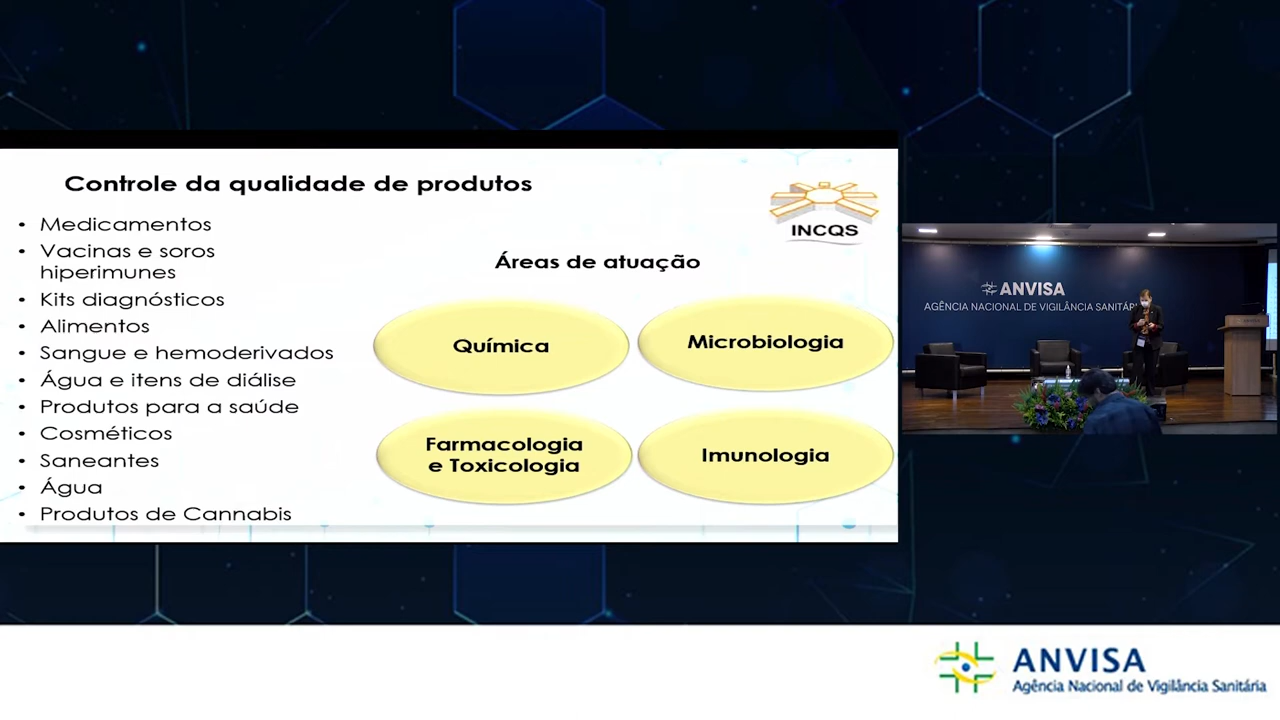 Controle da qualidade de produtos
• Medicamentos
• Vacinas e soros
hiperimunes
• Kits diagnósticos
• Alimentos
• Sangue e hemoderivados
• Água e itens de diálise
• Produtos para a saúde
• Cosméticos
• Saneantes
• Água
• Produtos de Cannabis
INCQS
Áreas de atuação
Química
Microbiologia
Farmacologia
e Toxicologia
Imunologia
ANVISA
AGÊNCIA NACIONAL DE VIGILÂNCIA SANITÁRI
ANVISA
Agência Nacional de Vigilância Sanitária